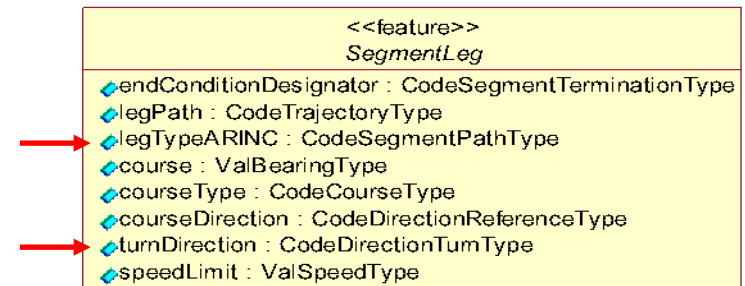 <<feature>>
SegmentLeg
endConditionDesignator : CodeSegmentTerminationType
legPath : CodeTrajectoryType
legTypeARINC : CodeSegmentPathType
course : ValBearingType
courseType : CodeCourseType
courseDirection : CodeDirectionReferenceType
turnDirection : CodeDirectionTurnType
speedLimit : ValSpeedType